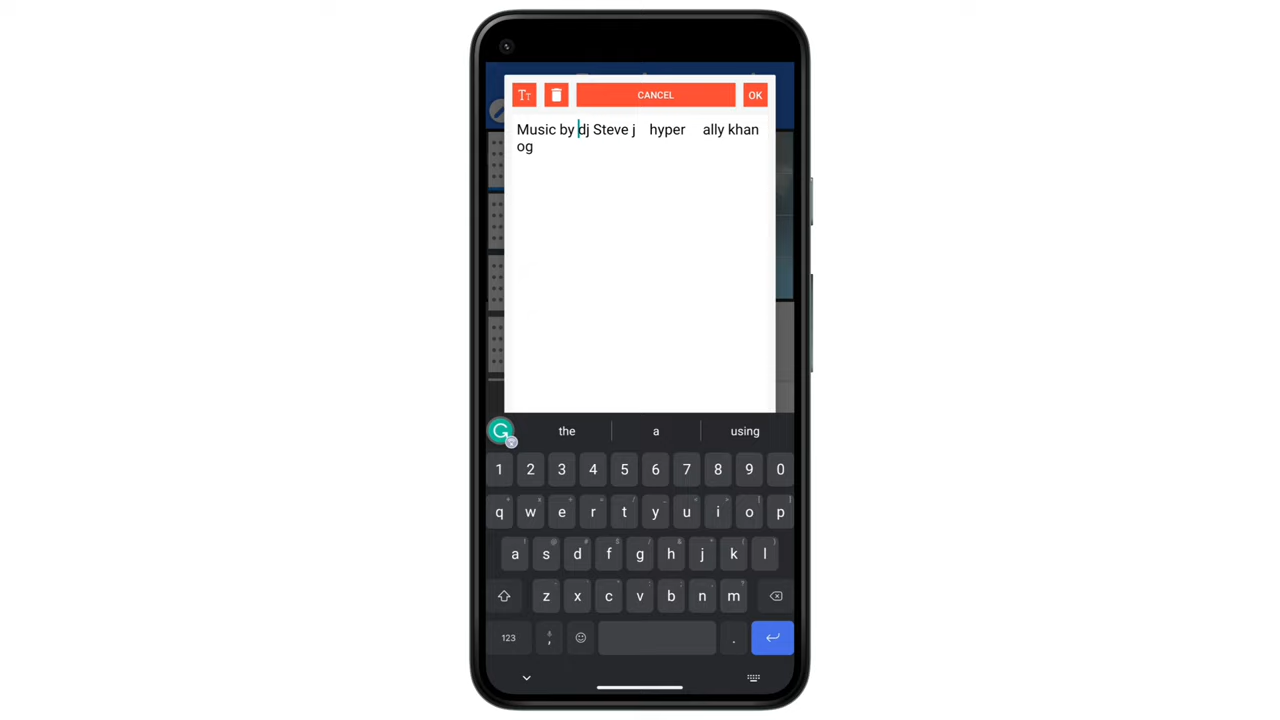 CANCEL OK
Music by dj Steve j hyper ally khan
og
the a using
1 2 3 4 5 6 7 8 9 0
q w e r t y u i o p
a s d f g h j k l
z x c v b n m
123 , .